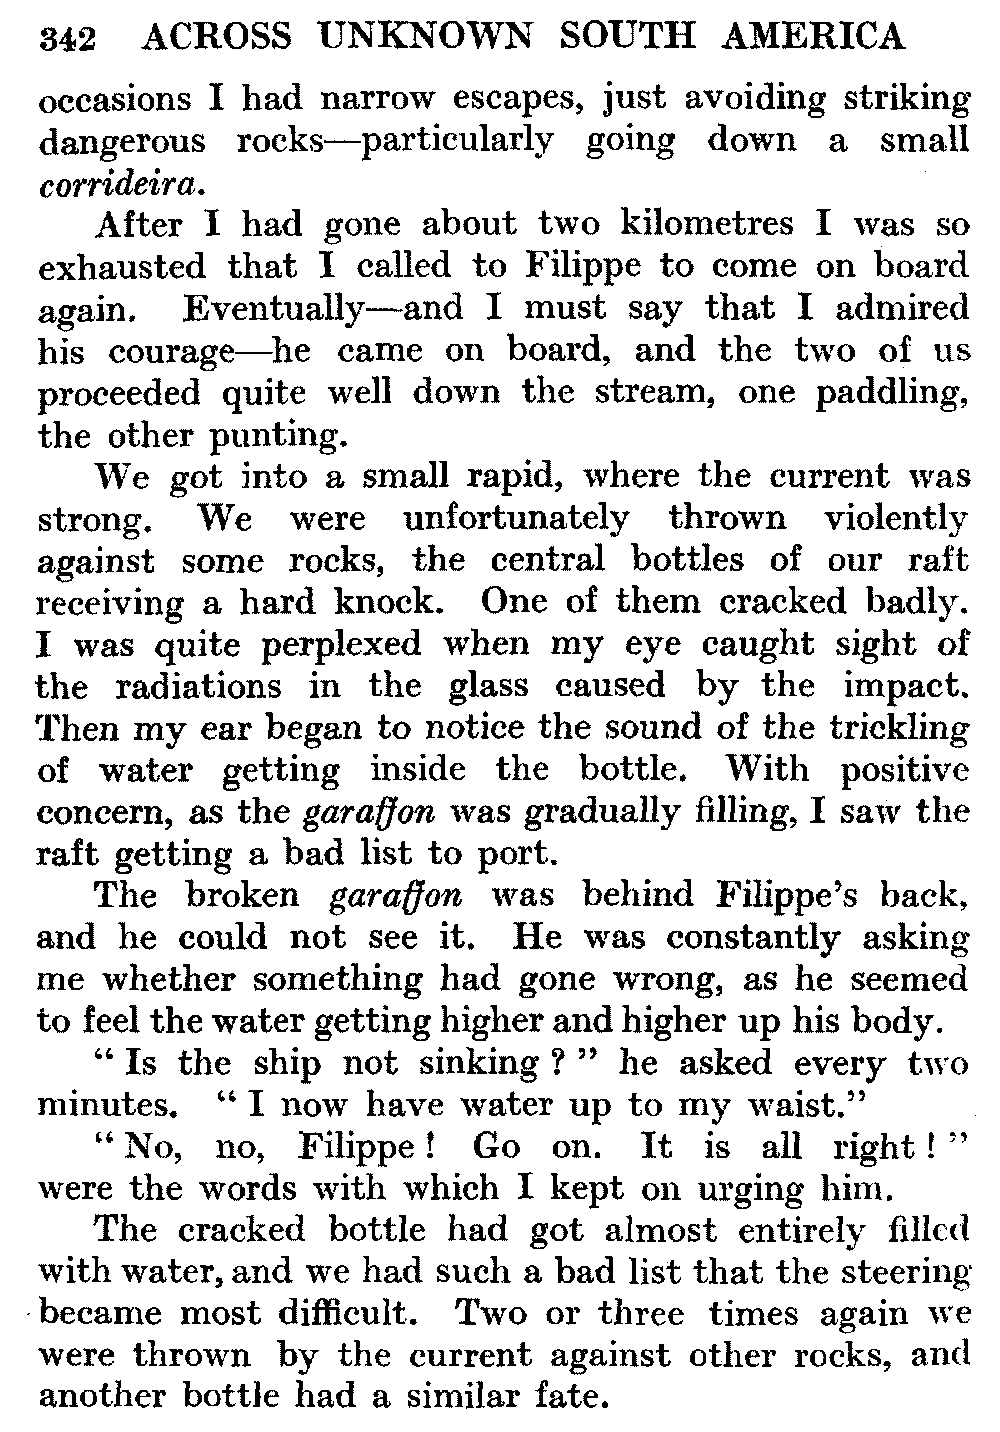 342 ACROSS UNKNOWN SOUTH AMERICA
occasions I had narrow escapes, just avoiding striking
dangerous rocks—particularly going down a small
corrideira.
After I had gone about two kilometres I was so
exhausted that I called to Filippe to come on board
again. Eventually—and I must say that I admired
his courage—he came on board, and the two of us
proceeded quite well down the stream, one paddling,
the other punting.
We got into a small rapid, where the current was
strong. We were unfortunately thrown violently
against some rocks, the central bottles of our raft
receiving a hard knock. One of them cracked badly.
I was quite perplexed when my eye caught sight of
the radiations in the glass caused by the impact.
Then my ear began to notice the sound of the trickling
of water getting inside the bottle. With positive
concern, as the garaffon was gradually filling, I saw the
raft getting a bad list to port.
The broken garaffon was behind Filippe's back,
and he could not see it. He was constantly asking
me whether something had gone wrong, as he seemed
to feel the water getting higher and higher up his body.
“ Is the ship not sinking ? ” he asked every two
minutes. “ I now have water up to my waist.”
“ No, no, Filippe ! Go on. It is all right ! ”
were the words with which I kept on urging him.
The cracked bottle had got almost entirely filled
with water, and we had such a bad list that the steering
became most difficult. Two or three times again we
were thrown by the current against other rocks, and
another bottle had a similar fate.